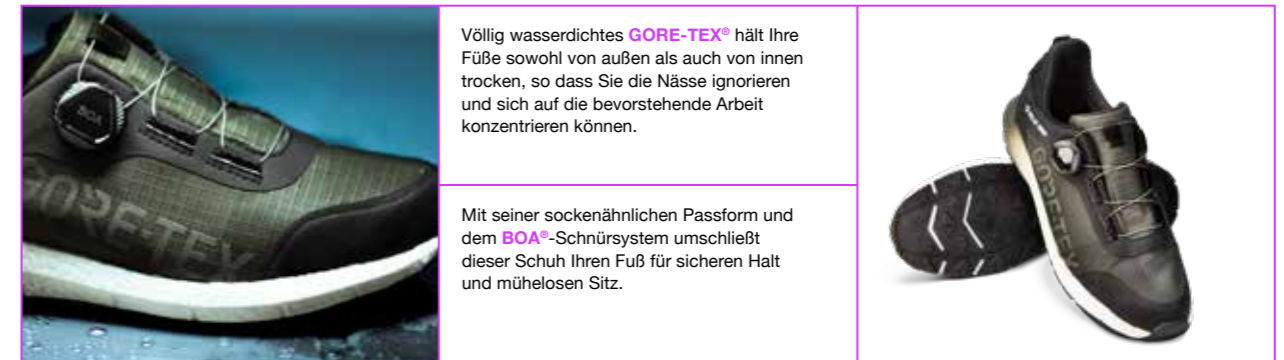 BOA
GORE-TEX
Völlig wasserdichtes GORE-TEX® hält Ihre
Füße sowohl von außen als auch von innen
trocken, so dass Sie die Nässe ignorieren
und sich auf die bevorstehende Arbeit
konzentrieren können.
Mit seiner sockenähnlichen Passform und
dem BOA®-Schnürsystem umschließt
dieser Schuh Ihren Fuß für sicheren Halt
und mühelosen Sitz.
GORE-TEX